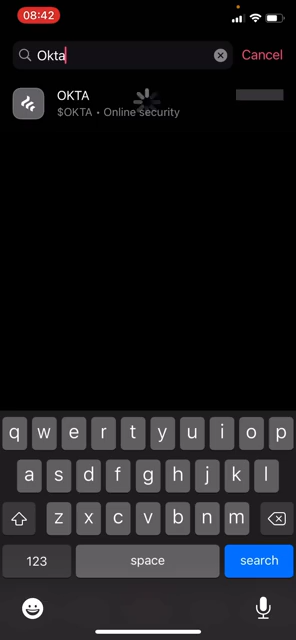 08:42
Okta
Cancel
OKTA
$OKTA • Online security
q w e r t y u i o p
a s d f g h j k l
z x c v b n m
123 space search